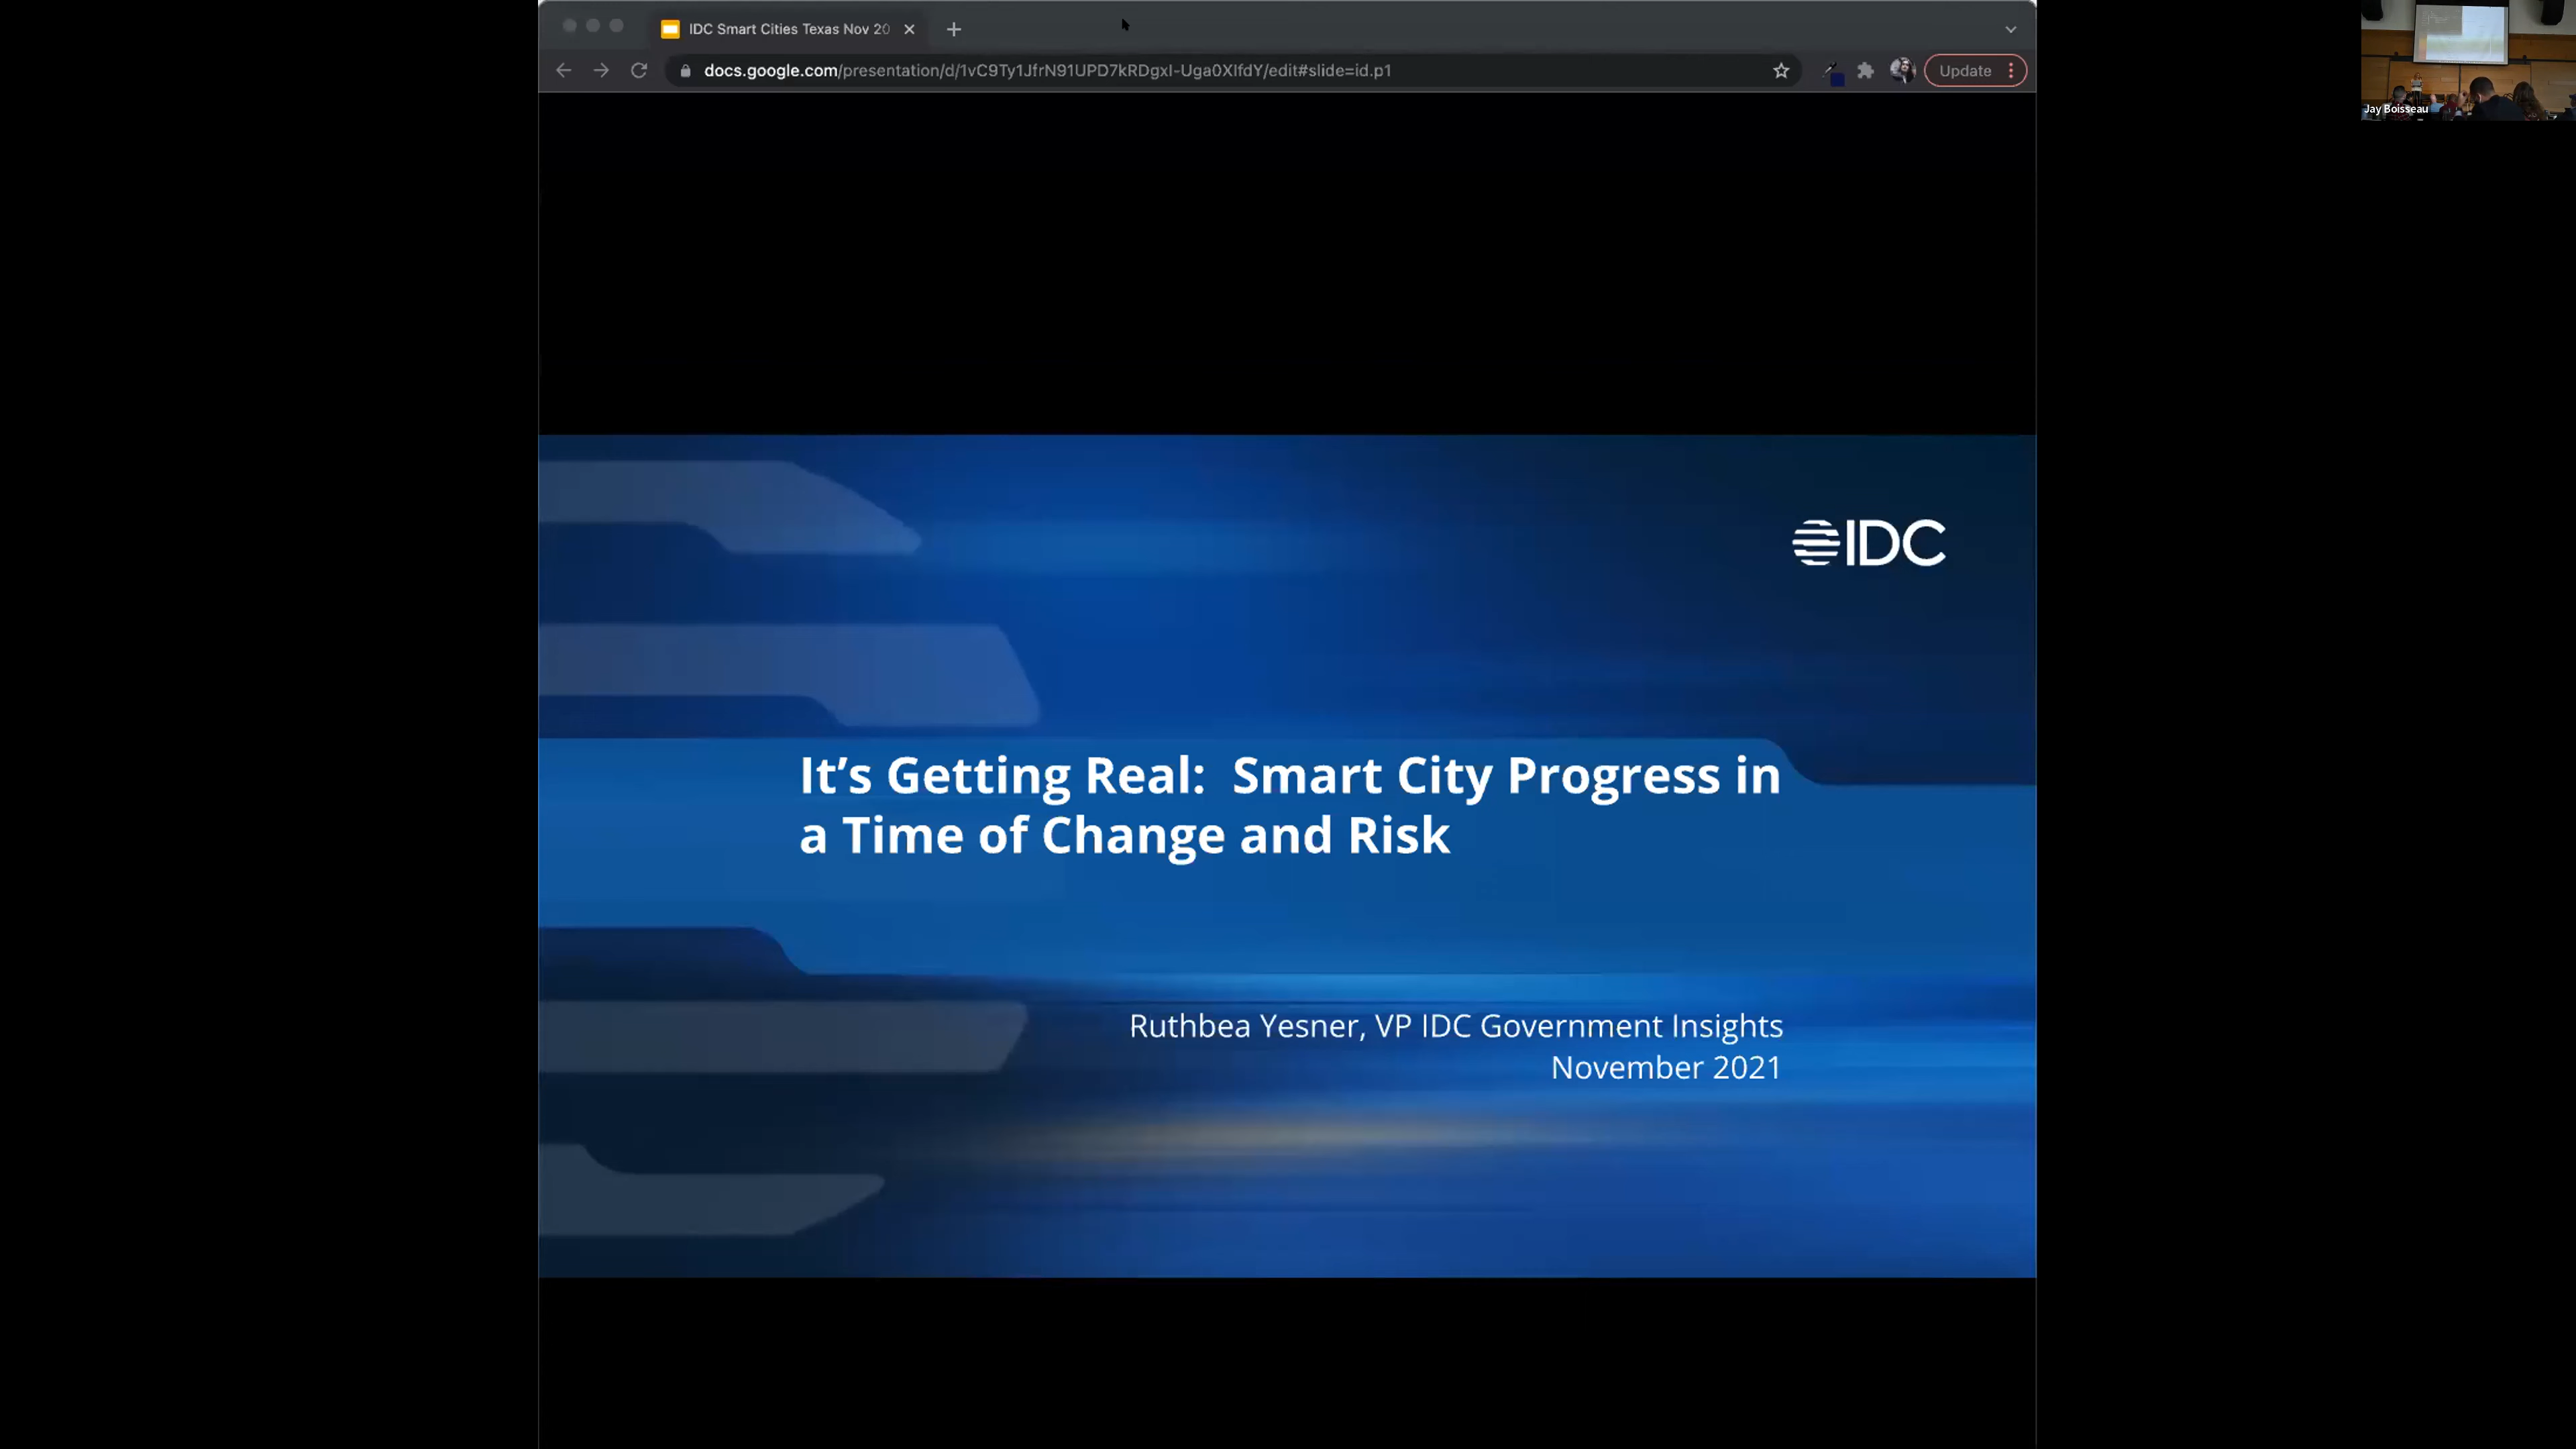 IDC Smart Cities Texas Nov 20
docs.google.com/presentation/d/1vC9Ty1JfrN91UPD7kRDgxI-Uga0XIfdY/edit#slide=id.p1
Update
Jay Boisseau
IDC
It’s Getting Real:  Smart City Progress in
a Time of Change and Risk
Ruthbea Yesner, VP IDC Government Insights
November 2021